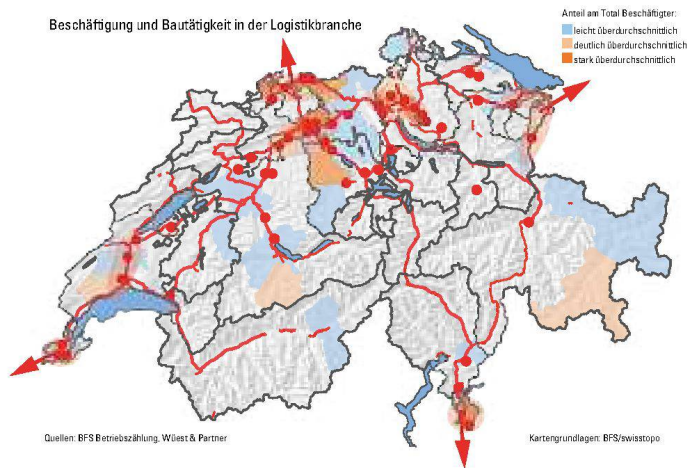 Beschäftigung und Bautätigkeit in der Logistikbranche
Anteil am Total Beschäftigter:
leicht überdurchschnittlich
deutlich überdurchschnittlich
stark überdurchschnittlich
Quellen: BFS Betriebszählung, Wüest & Partner
Kartengrundlagen: BFS/swisstopo